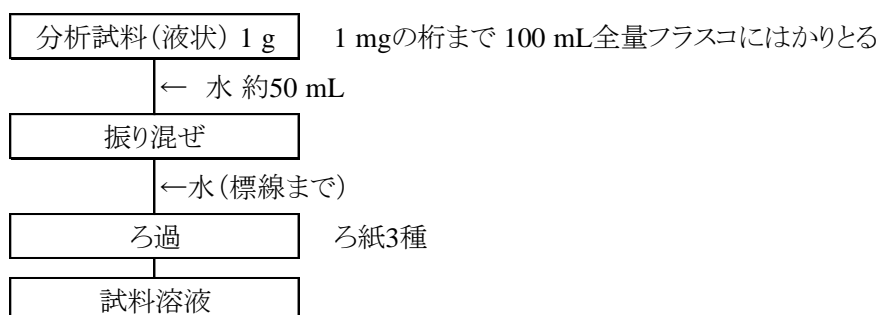 分析試料(液状) 1 g　1 mgの桁まで 100 mL全量フラスコにはかりとる
← 水 約50 mL
振り混ぜ
←水(標線まで)
ろ過　ろ紙3種
試料溶液